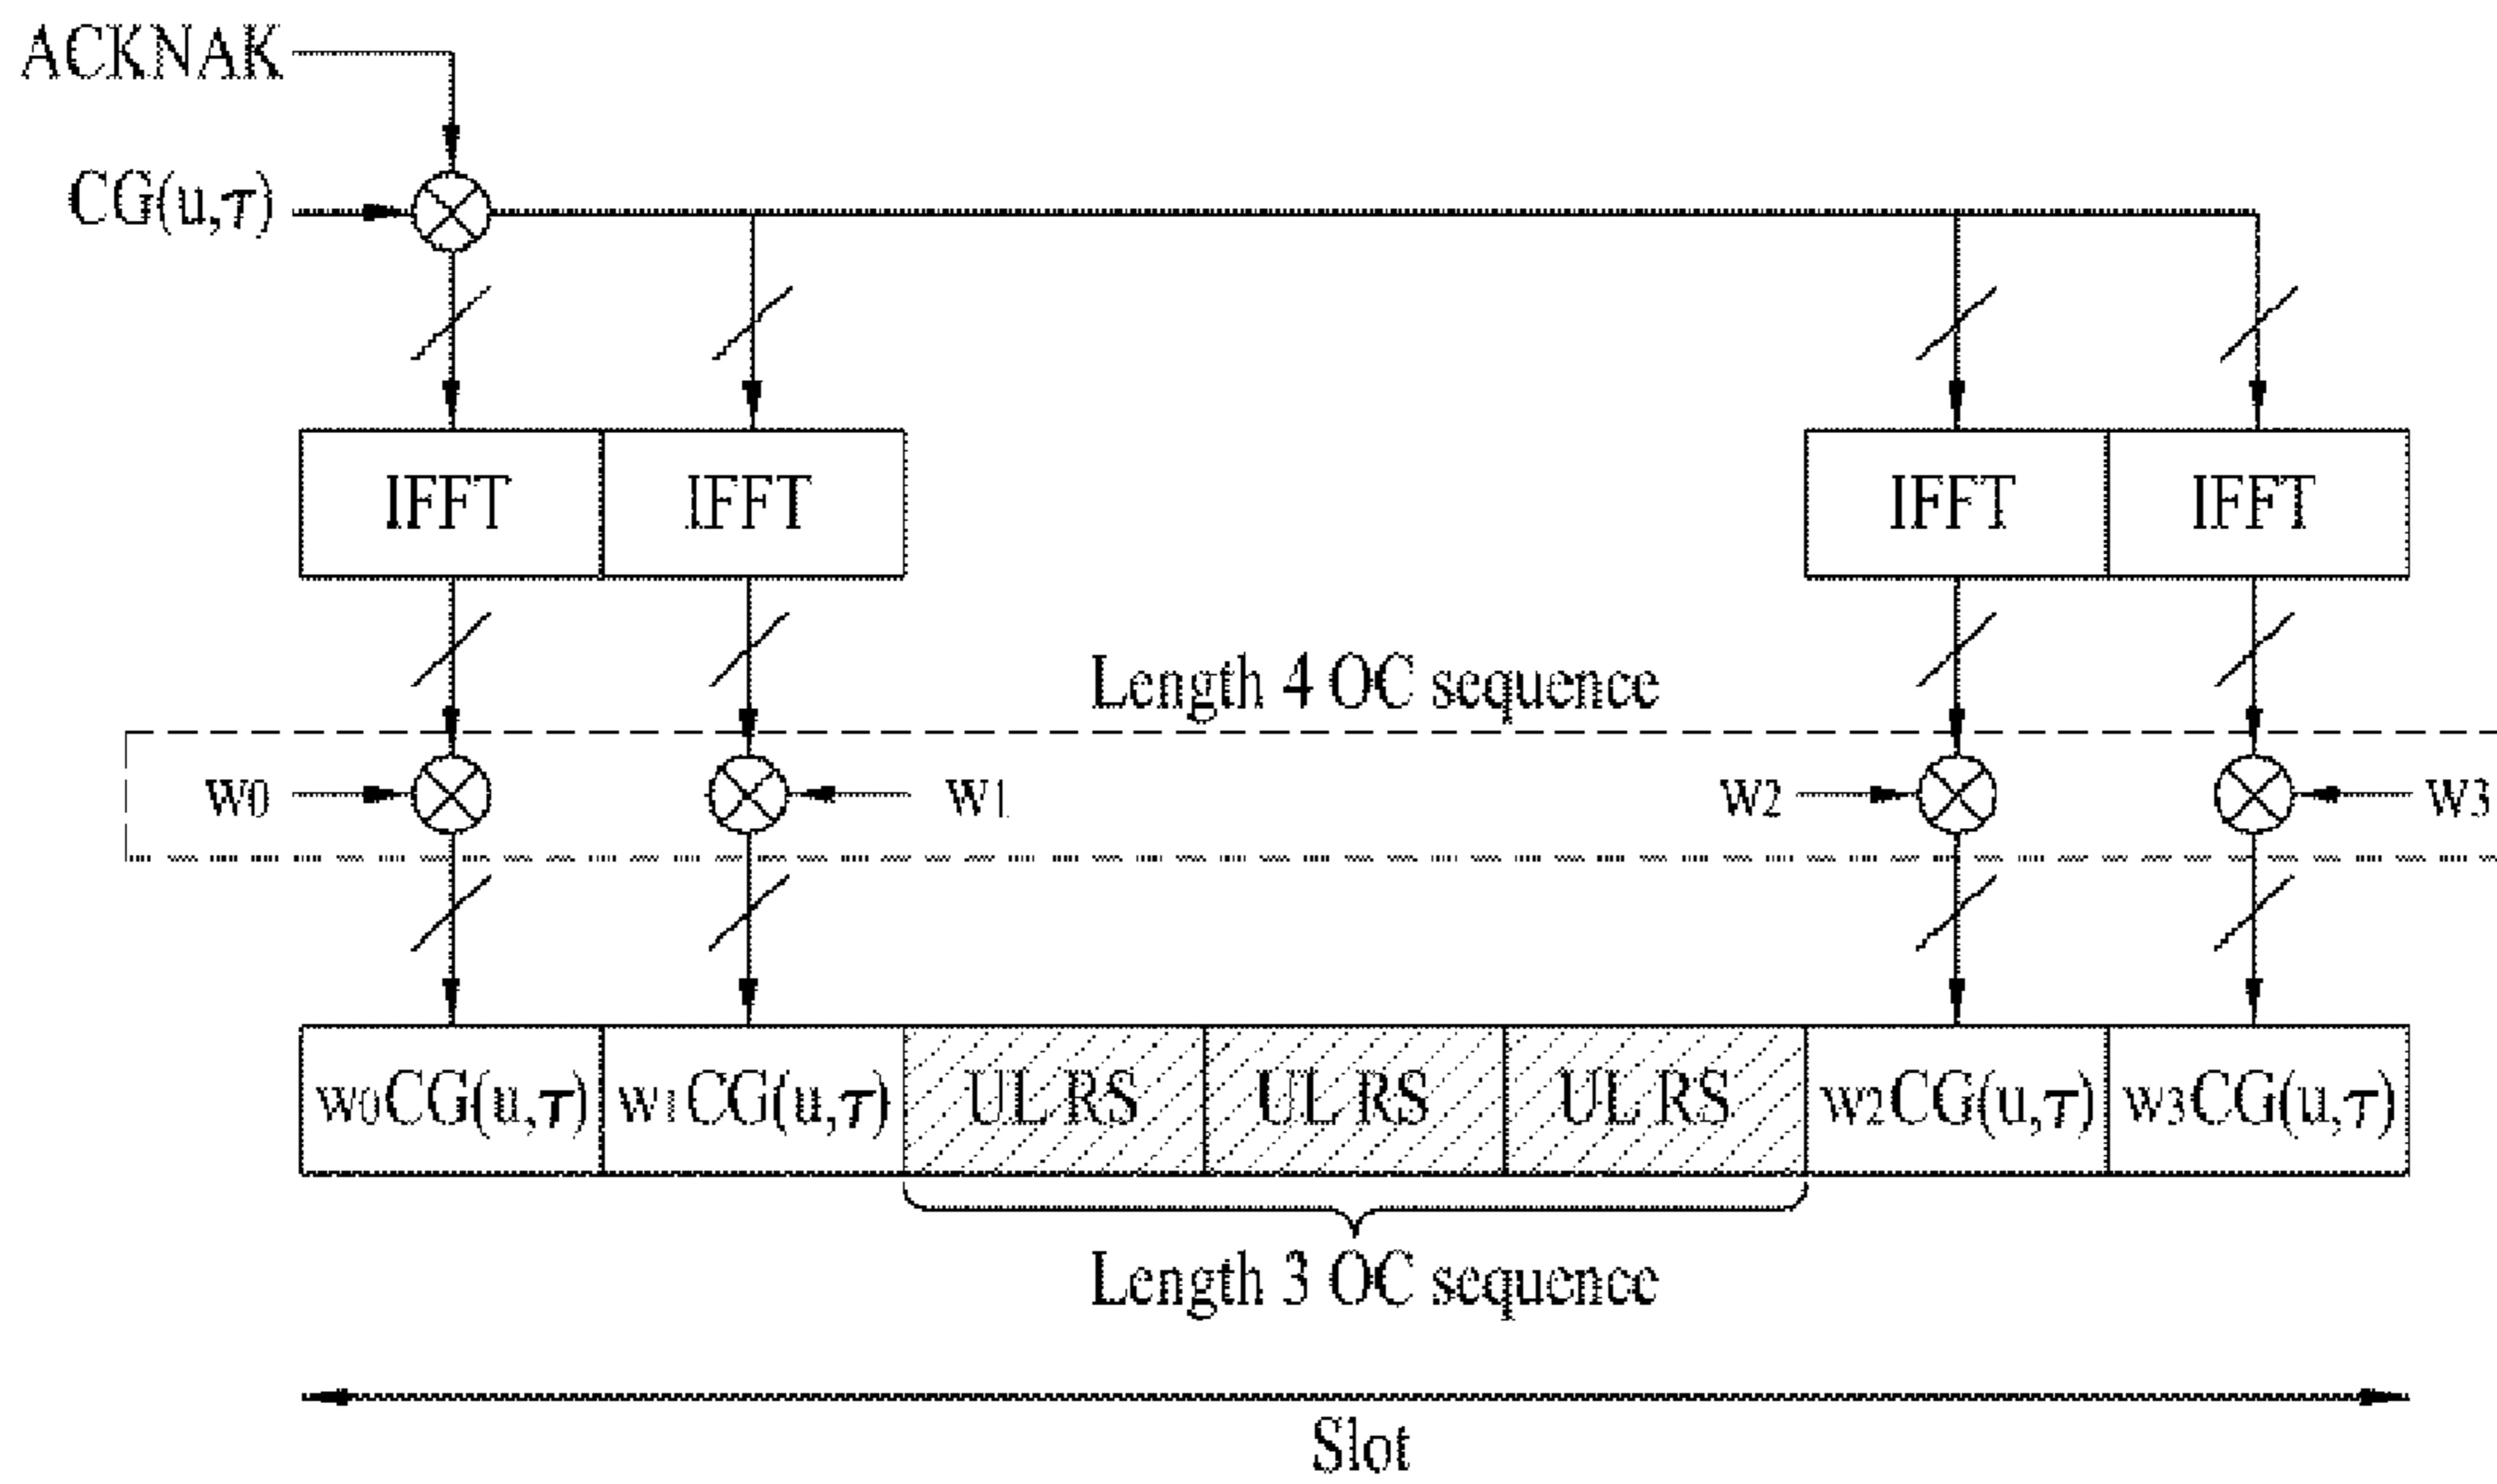 ACKNAK
CG(u,τ)
IFFT IFFT IFFT IFFT
Length 4 OC sequence
w0 w1 w2 w3
w0CG(u,τ) w1CG(u,τ) UL RS UL RS UL RS w2CG(u,τ) w3CG(u,τ)
Length 3 OC sequence
Slot